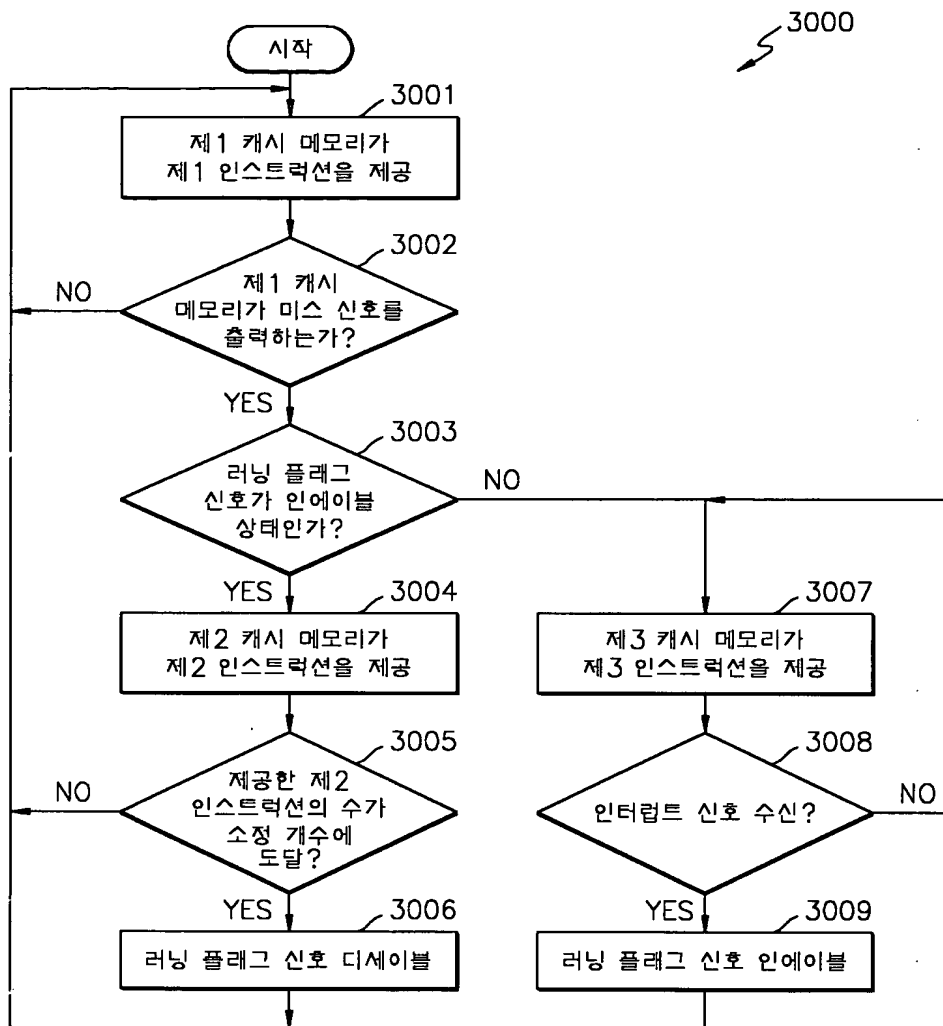 3000
시작
3001
제1 캐시 메모리가
제1 인스트럭션을 제공
3002
제1 캐시
메모리가 미스 신호를
출력하는가?
NO
YES
3003
러닝 플래그
신호가 인에이블
상태인가?
NO
YES
3004
제2 캐시 메모리가
제2 인스트럭션을 제공
3007
제3 캐시 메모리가
제3 인스트럭션을 제공
3005
제공한 제2
인스트럭션의 수가
소정 개수에
도달?
NO
YES
3008
인터럽트 신호 수신?
NO
YES
3006
러닝 플래그 신호 디세이블
3009
러닝 플래그 신호 인에이블